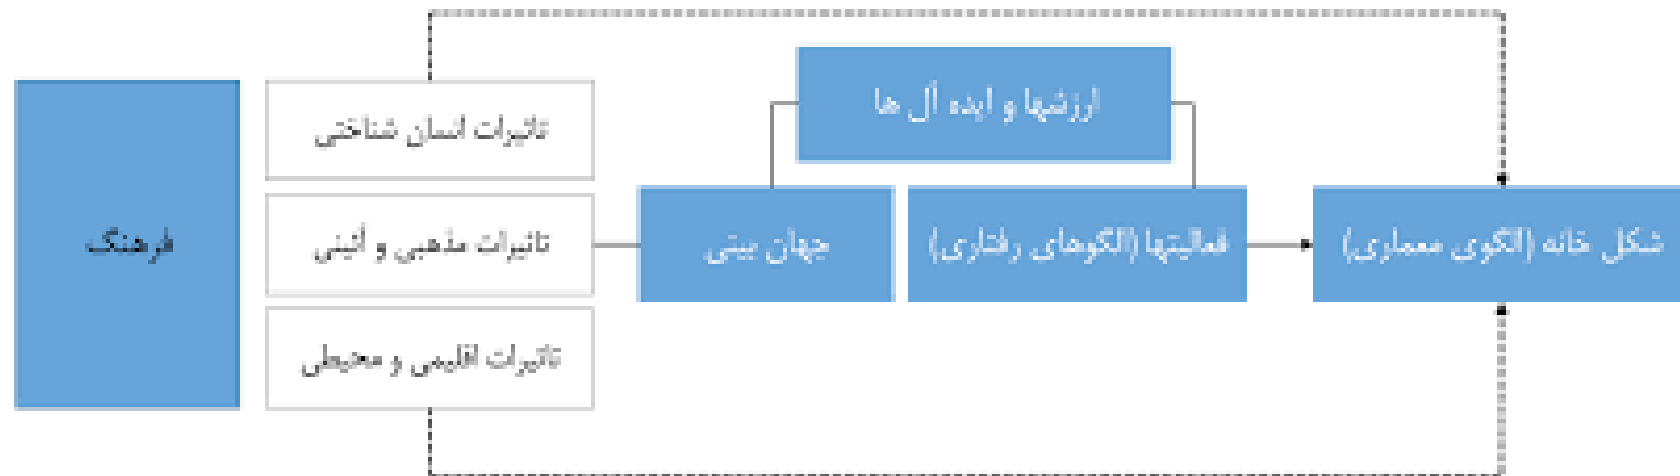 فرهنگ
تاثیرات انسان شناختی
تاثیرات مذهبی و آئینی
تاثیرات اقلیمی و محیطی
ارزشها و ایده آل ها
جهان بینی
فعالیتها (الگوهای رفتاری)
شکل خانه (الگوی معماری)